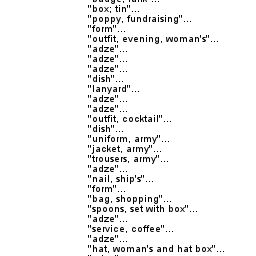 "box; tin"...
"poppy, fundraising"...
"form"...
"outfit, evening, woman's"...
"adze"...
"adze"...
"adze"...
"dish"...
"lanyard"...
"adze"...
"adze"...
"outfit, cocktail"...
"dish"...
"uniform, army"...
"jacket, army"...
"trousers, army"...
"adze"...
"nail, ship's"...
"form"...
"bag, shopping"...
"spoons, set with box"...
"adze"...
"service, coffee"...
"adze"...
"hat, woman's and hat box"...